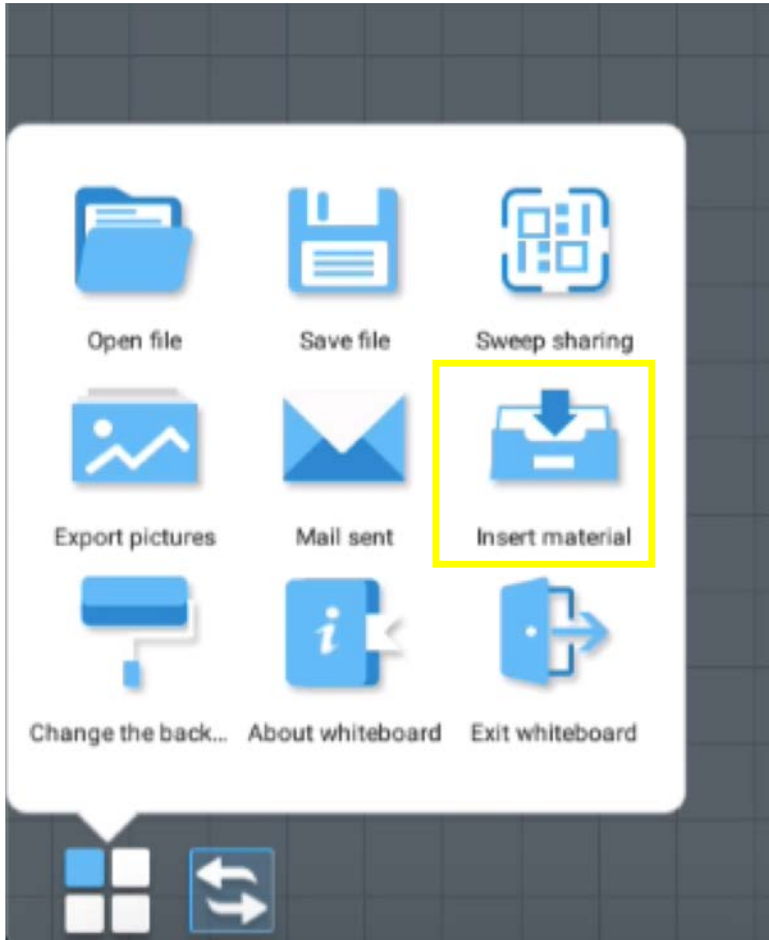 Open file
Save file
Sweep sharing
Export pictures
Mail sent
Insert material
Change the back...
About whiteboard
Exit whiteboard